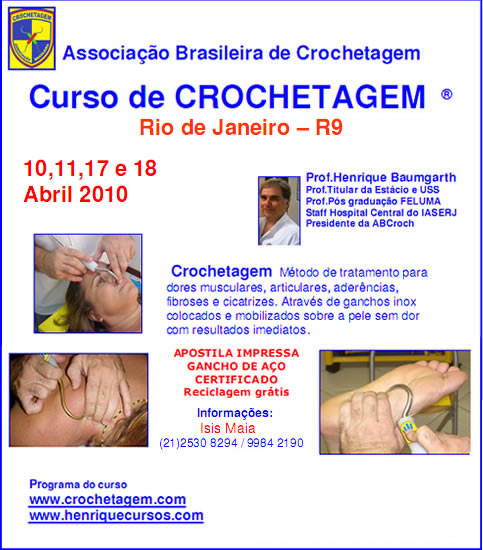 CROCHETAGEM
Associação Brasileira de Crochetagem
Curso de CROCHETAGEM ®
Rio de Janeiro – R9
10,11,17 e 18
Abril 2010
Prof.Henrique Baumgarth
Prof.Titular da Estácio e USS
Prof.Pós graduação FELUMA
Staff Hospital Central do IASERJ
Presidente da ABCroch
Crochetagem Método de tratamento para
dores musculares, articulares, aderências,
fibroses e cicatrizes. Através de ganchos inox
colocados e mobilizados sobre a pele sem dor
com resultados imediatos.
APOSTILA IMPRESSA
GANCHO DE AÇO
CERTIFICADO
Reciclagem grátis
Informações:
Isis Maia
(21)2530 8294 / 9984 2190
Programa do curso
www.crochetagem.com
www.henriquecursos.com